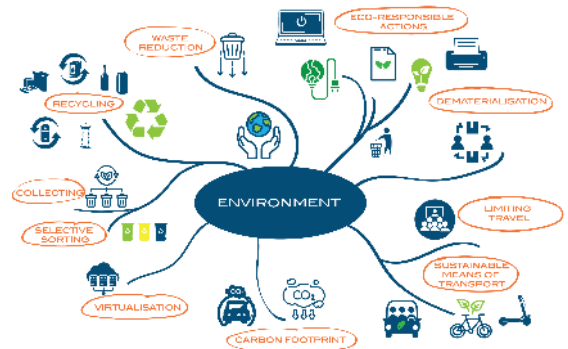 ECO-RESPONSIBLE
ACTIONS
WASTE
REDUCTION
RECYCLING
DEMATERIALISATION
COLLECTING
ENVIRONMENT
SELECTIVE
SORTING
LIMITING
TRAVEL
SUSTAINABLE
MEANS OF
TRANSPORT
CO₂
VIRTUALISATION
CARBON FOOTPRINT